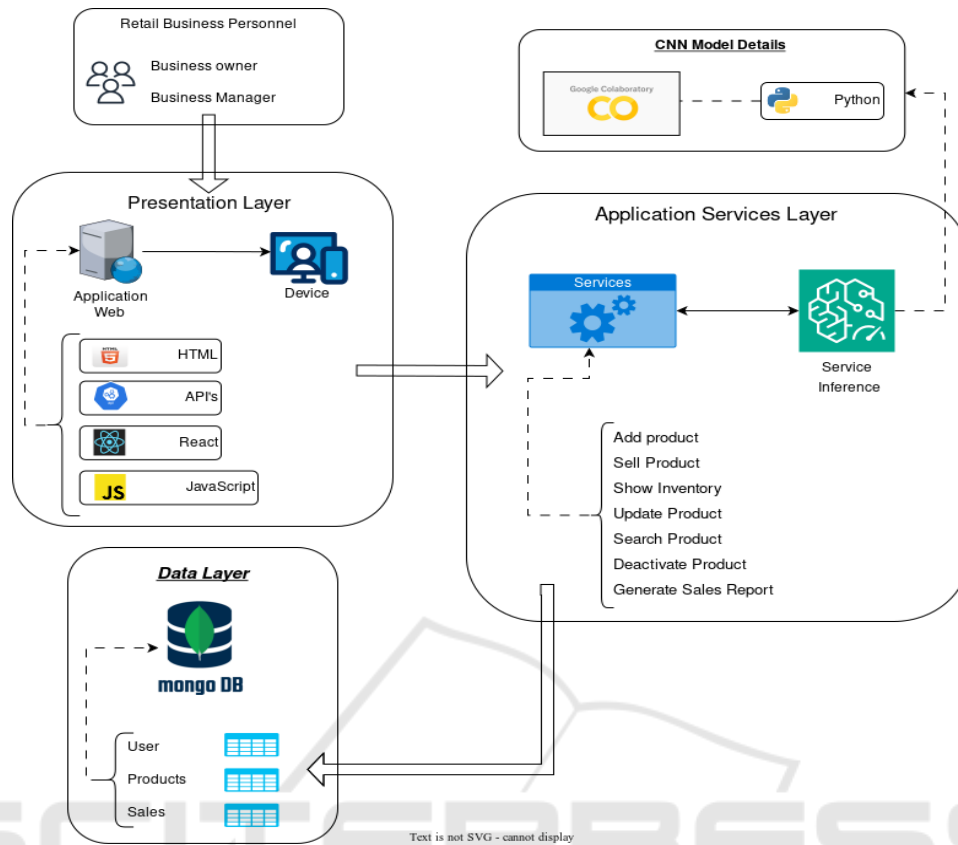 Retail Business Personnel
Business owner
Business Manager
CNN Model Details
Google Colaboratory
CO
Python
Presentation Layer
Application
Web
Device
HTML
API's
React
JS
JavaScript
Application Services Layer
Services
Service
Inference
Add product
Sell Product
Show Inventory
Update Product
Search Product
Deactivate Product
Generate Sales Report
Data Layer
mongo DB
User
Products
Sales
Text is not SVG - cannot display